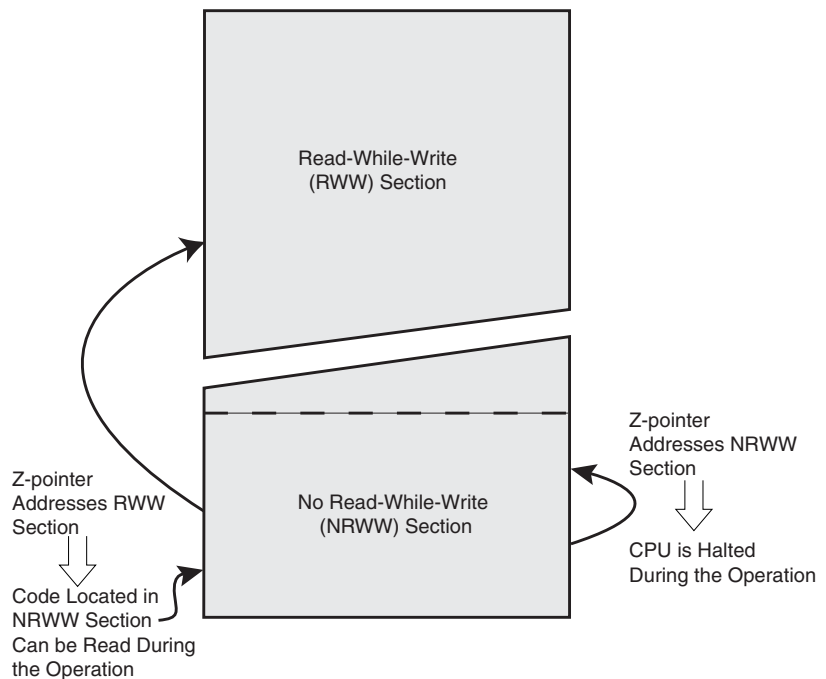 Read-While-Write
(RWW) Section
Z-pointer
Addresses NRWW
Section
Z-pointer
Addresses RWW
Section
No Read-While-Write
(NRWW) Section
CPU is Halted
During the Operation
Code Located in
NRWW Section
Can be Read During
the Operation